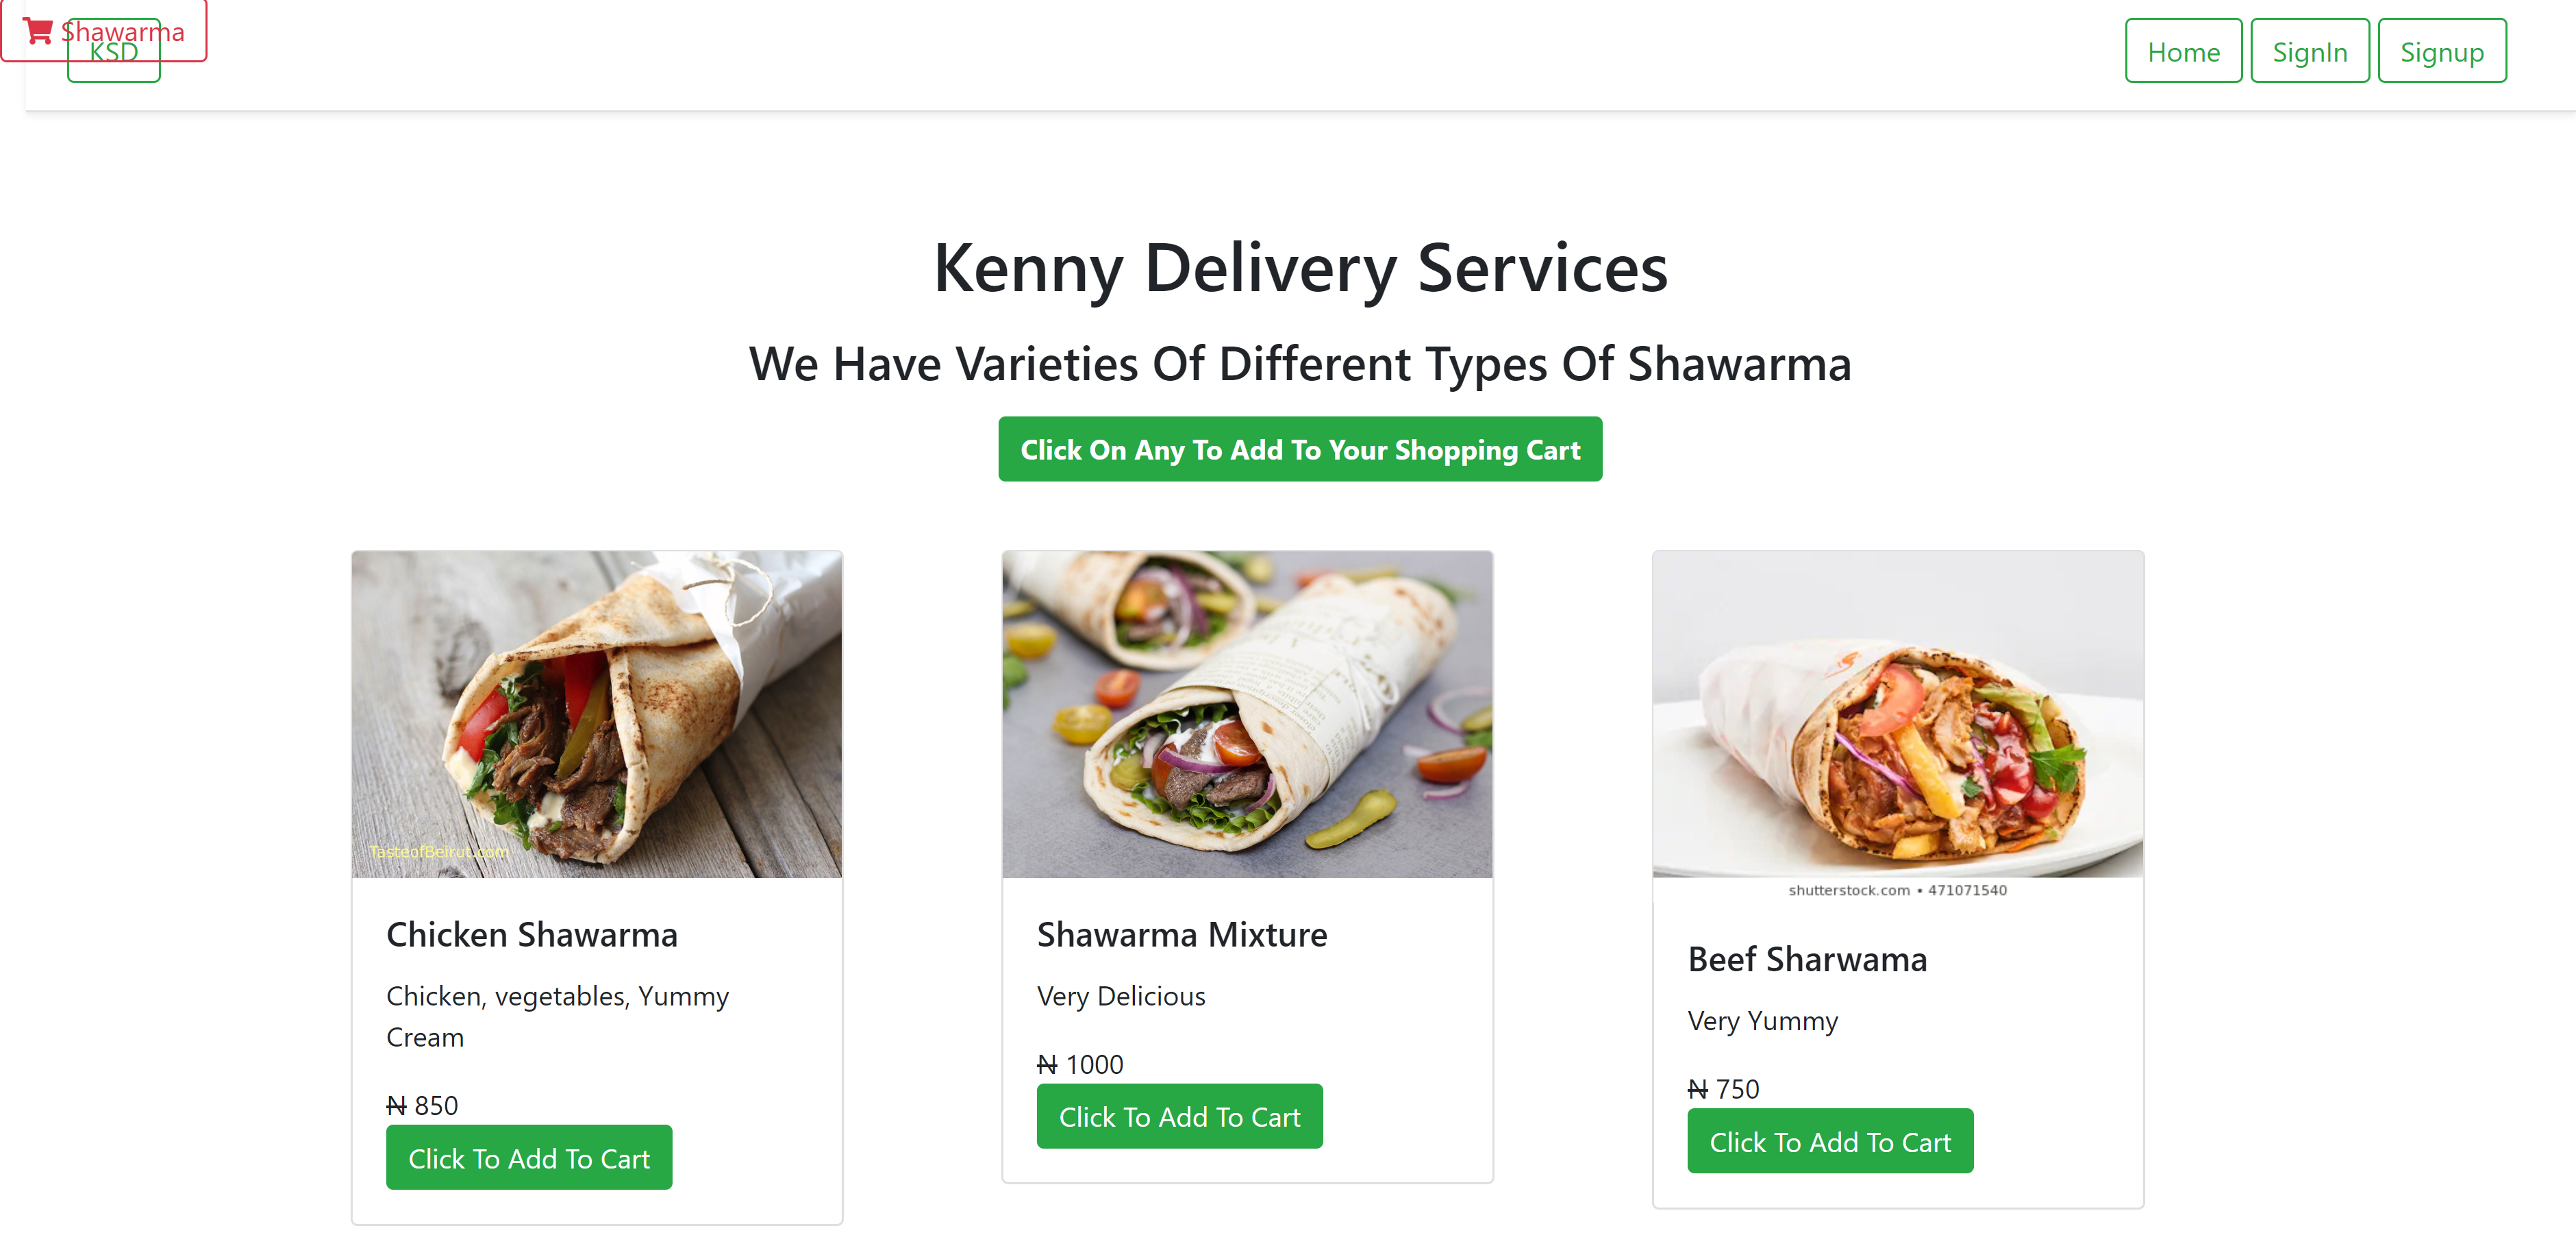 Shawarma
KSD
Home
SignIn
Signup
Kenny Delivery Services
We Have Varieties Of Different Types Of Shawarma
Click On Any To Add To Your Shopping Cart
TasteofBeirut.com
shutterstock.com • 471071540
Chicken Shawarma
Chicken, vegetables, Yummy
Cream
₦ 850
Click To Add To Cart
Shawarma Mixture
Very Delicious
₦ 1000
Click To Add To Cart
Beef Sharwama
Very Yummy
₦ 750
Click To Add To Cart